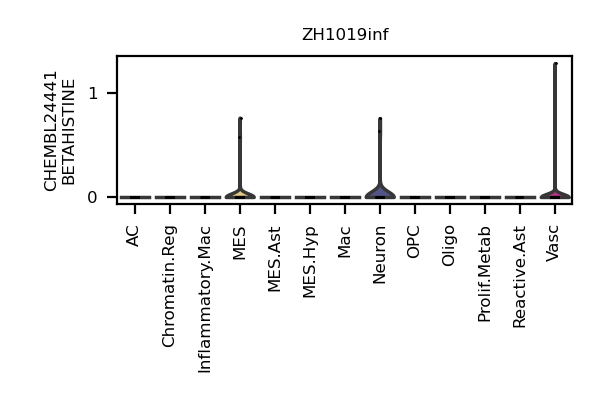 ZH1019inf
CHEMBL24441
BETAHISTINE
1
0
AC
Chromatin.Reg
Inflammatory.Mac
MES
MES.Ast
MES.Hyp
Mac
Neuron
OPC
Oligo
Prolif.Metab
Reactive.Ast
Vasc